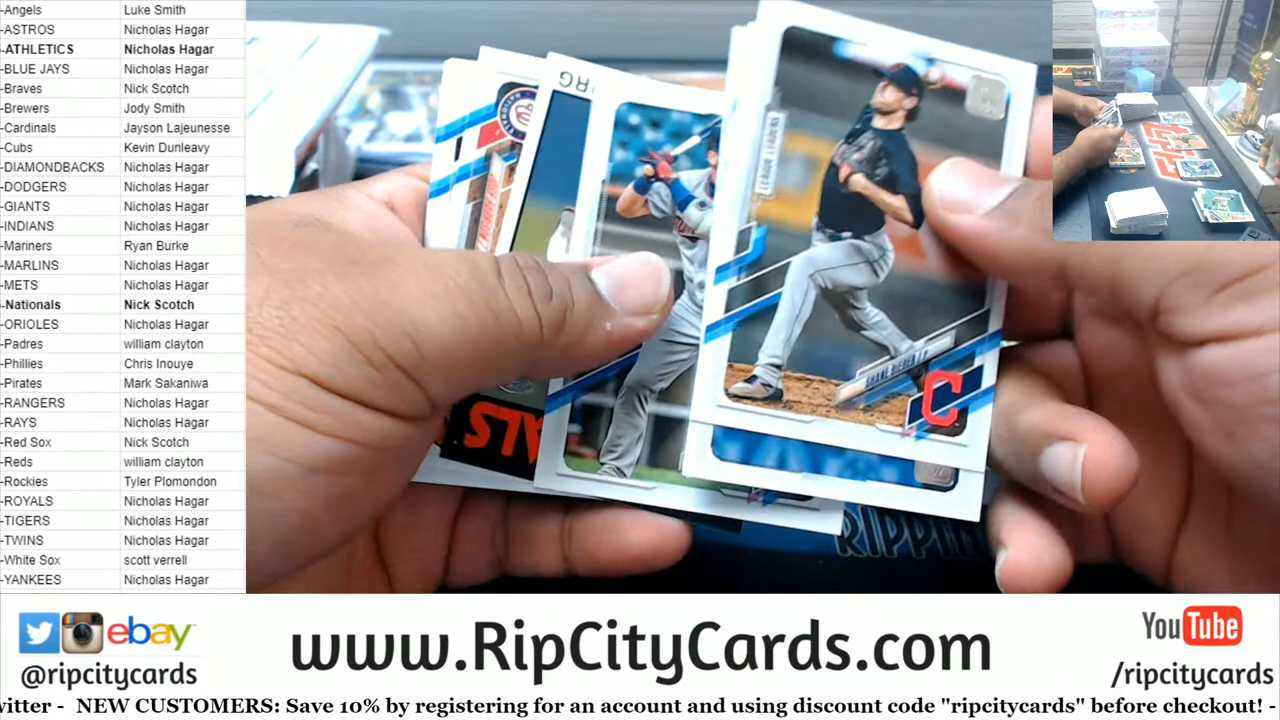 -Angels Luke Smith
-ASTROS Nicholas Hagar
-ATHLETICS Nicholas Hagar
-BLUE JAYS Nicholas Hagar
-Braves Nick Scotch
-Brewers Jody Smith
-Cardinals Jayson Lajeunesse
-Cubs Kevin Dunleavy
-DIAMONDBACKS Nicholas Hagar
-DODGERS Nicholas Hagar
-GIANTS Nicholas Hagar
-INDIANS Nicholas Hagar
-Mariners Ryan Burke
-MARLINS Nicholas Hagar
-METS Nicholas Hagar
-Nationals Nick Scotch
-ORIOLES Nicholas Hagar
-Padres william clayton
-Phillies Chris Inouye
-Pirates Mark Sakaniwa
-RANGERS Nicholas Hagar
-RAYS Nicholas Hagar
-Red Sox Nick Scotch
-Reds william clayton
-Rockies Tyler Plomondon
-ROYALS Nicholas Hagar
-TIGERS Nicholas Hagar
-TWINS Nicholas Hagar
-White Sox scott verrell
-YANKEES Nicholas Hagar
RG
LEAGUE LEADERS
SHANE BIEBER
C
ALS
RIPPIN
ebay
@ripcitycards
www.RipCityCards.com
YouTube
/ripcitycards
witter - NEW CUSTOMERS: Save 10% by registering for an account and using discount code "ripcitycards" before checkout! -